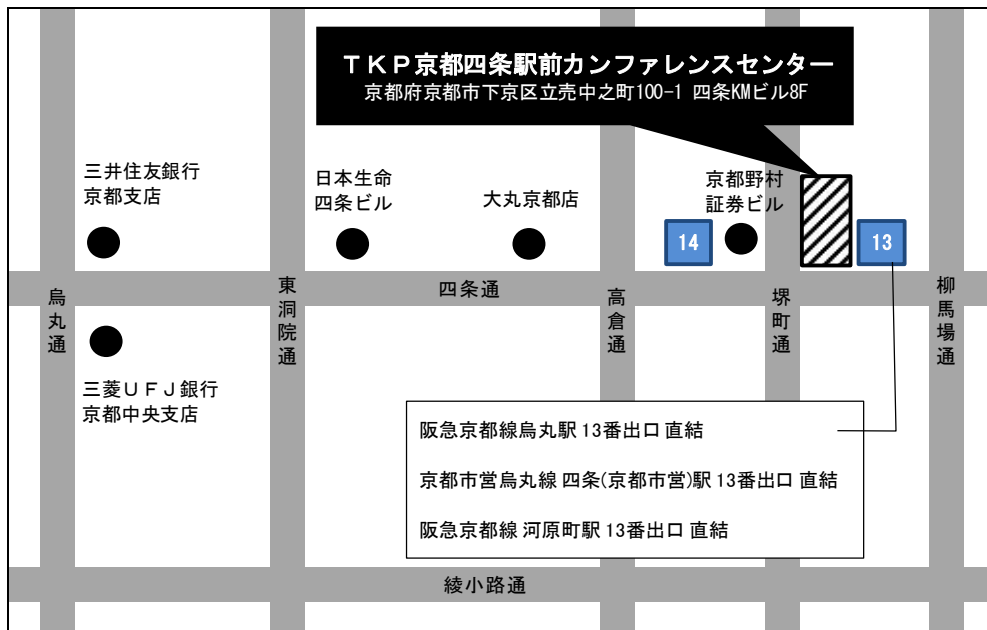 ＴＫＰ京都四条駅前カンファレンスセンター
京都府京都市下京区立売中之町100-1 四条KMビル8F
三井住友銀行
京都支店
日本生命
四条ビル
大丸京都店
京都野村
証券ビル
14
13
四条通
烏丸通
東洞院通
高倉通
堺町通
柳馬場通
三菱ＵＦＪ銀行
京都中央支店
阪急京都線烏丸駅 13番出口 直結
京都市営烏丸線 四条(京都市営)駅 13番出口 直結
阪急京都線 河原町駅 13番出口 直結
綾小路通